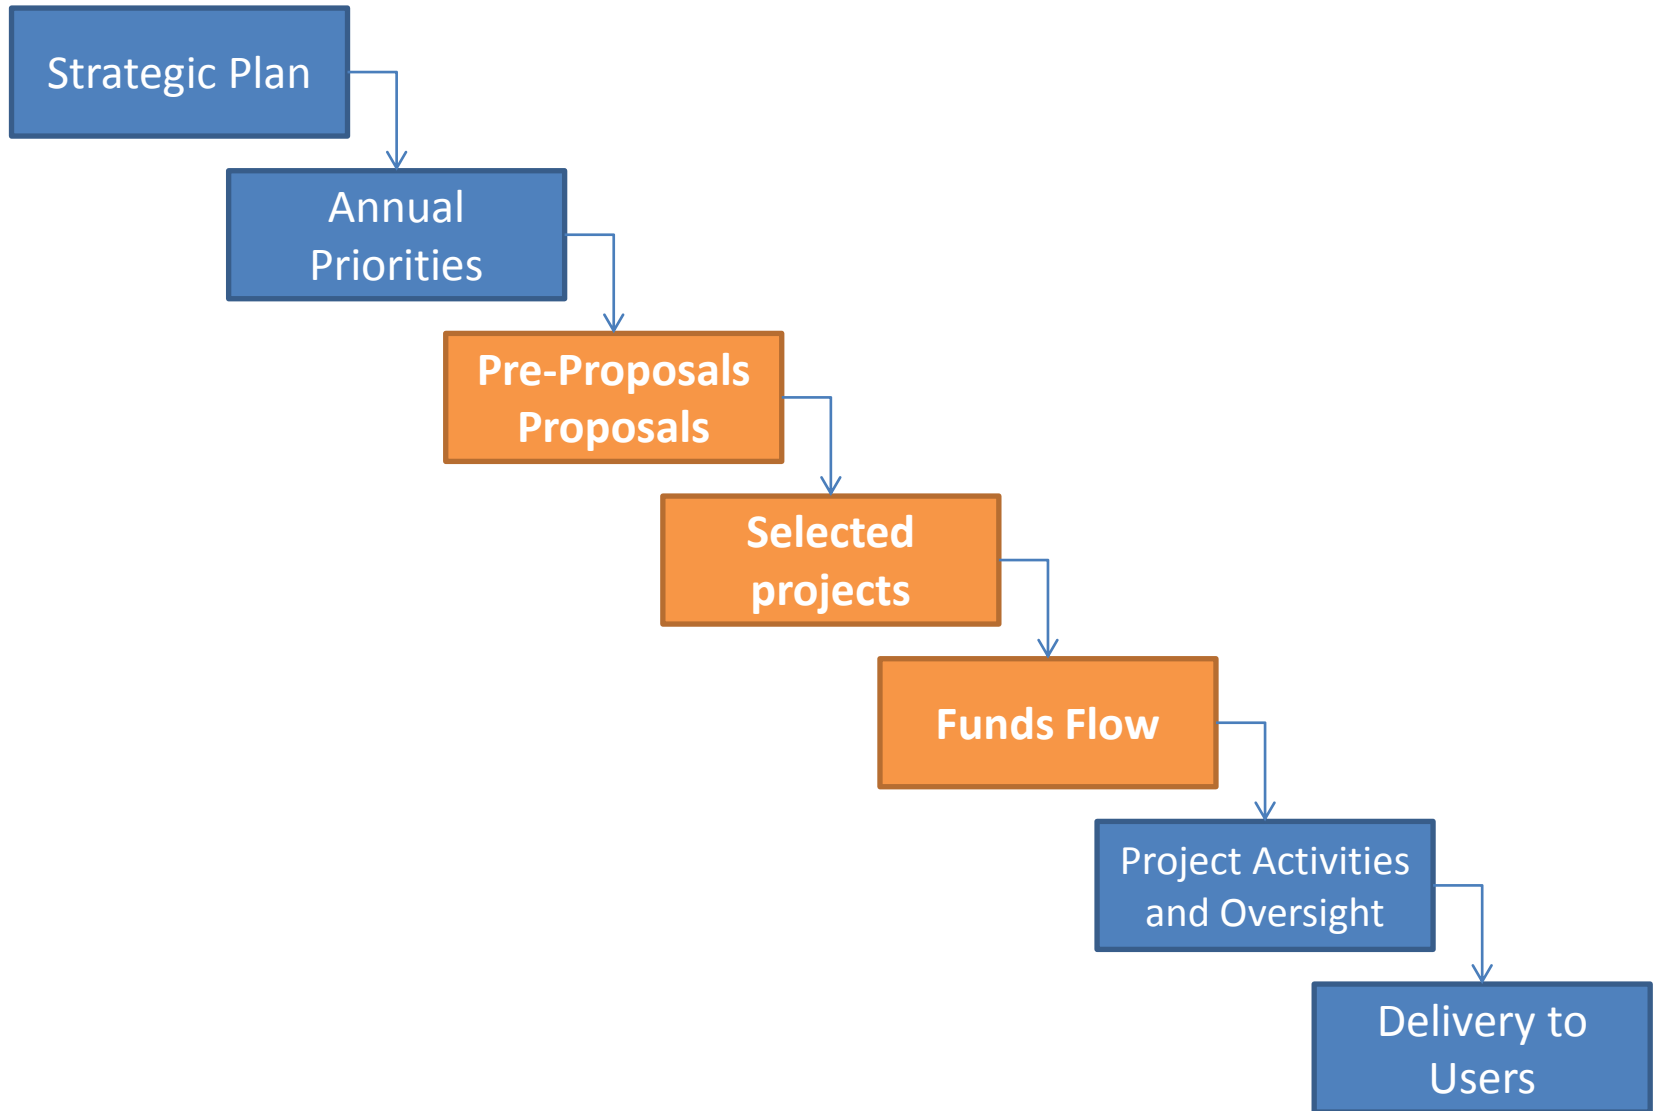 Strategic Plan
Annual
Priorities
Pre-Proposals
Proposals
Selected
projects
Funds Flow
Project Activities
and Oversight
Delivery to
Users